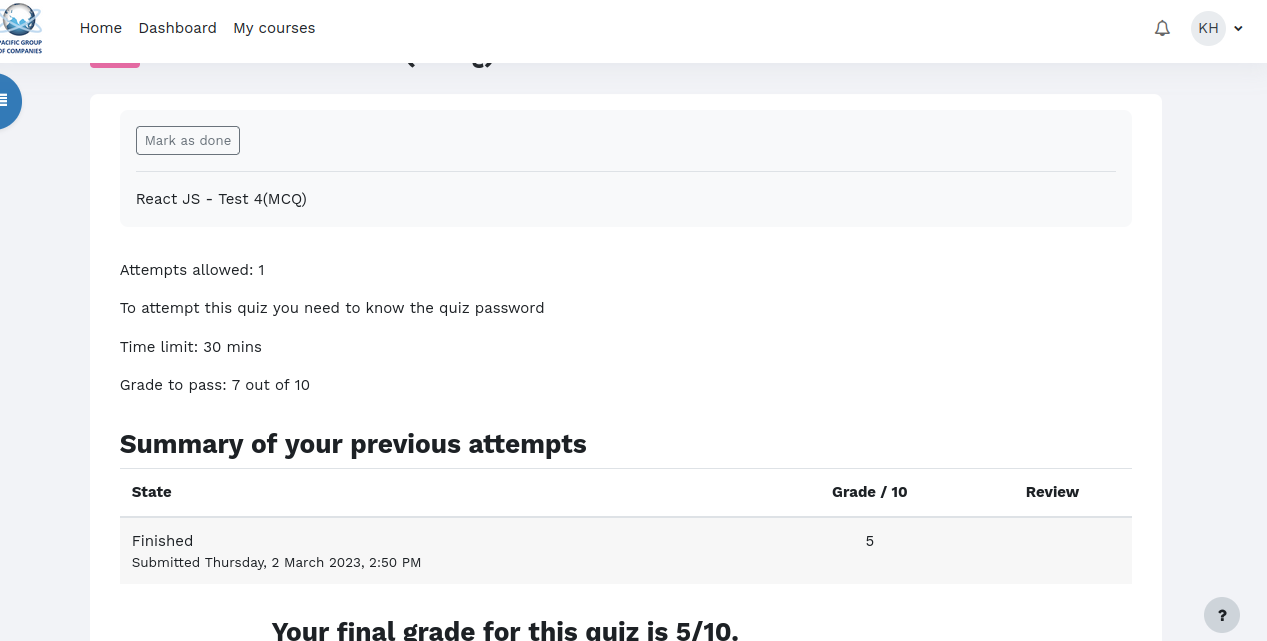 PACIFIC GROUP
OF COMPANIES
Home Dashboard My courses
KH
Mark as done
React JS - Test 4(MCQ)
Attempts allowed: 1
To attempt this quiz you need to know the quiz password
Time limit: 30 mins
Grade to pass: 7 out of 10
Summary of your previous attempts
State Grade / 10 Review
Finished 5
Submitted Thursday, 2 March 2023, 2:50 PM
Your final grade for this quiz is 5/10.
?